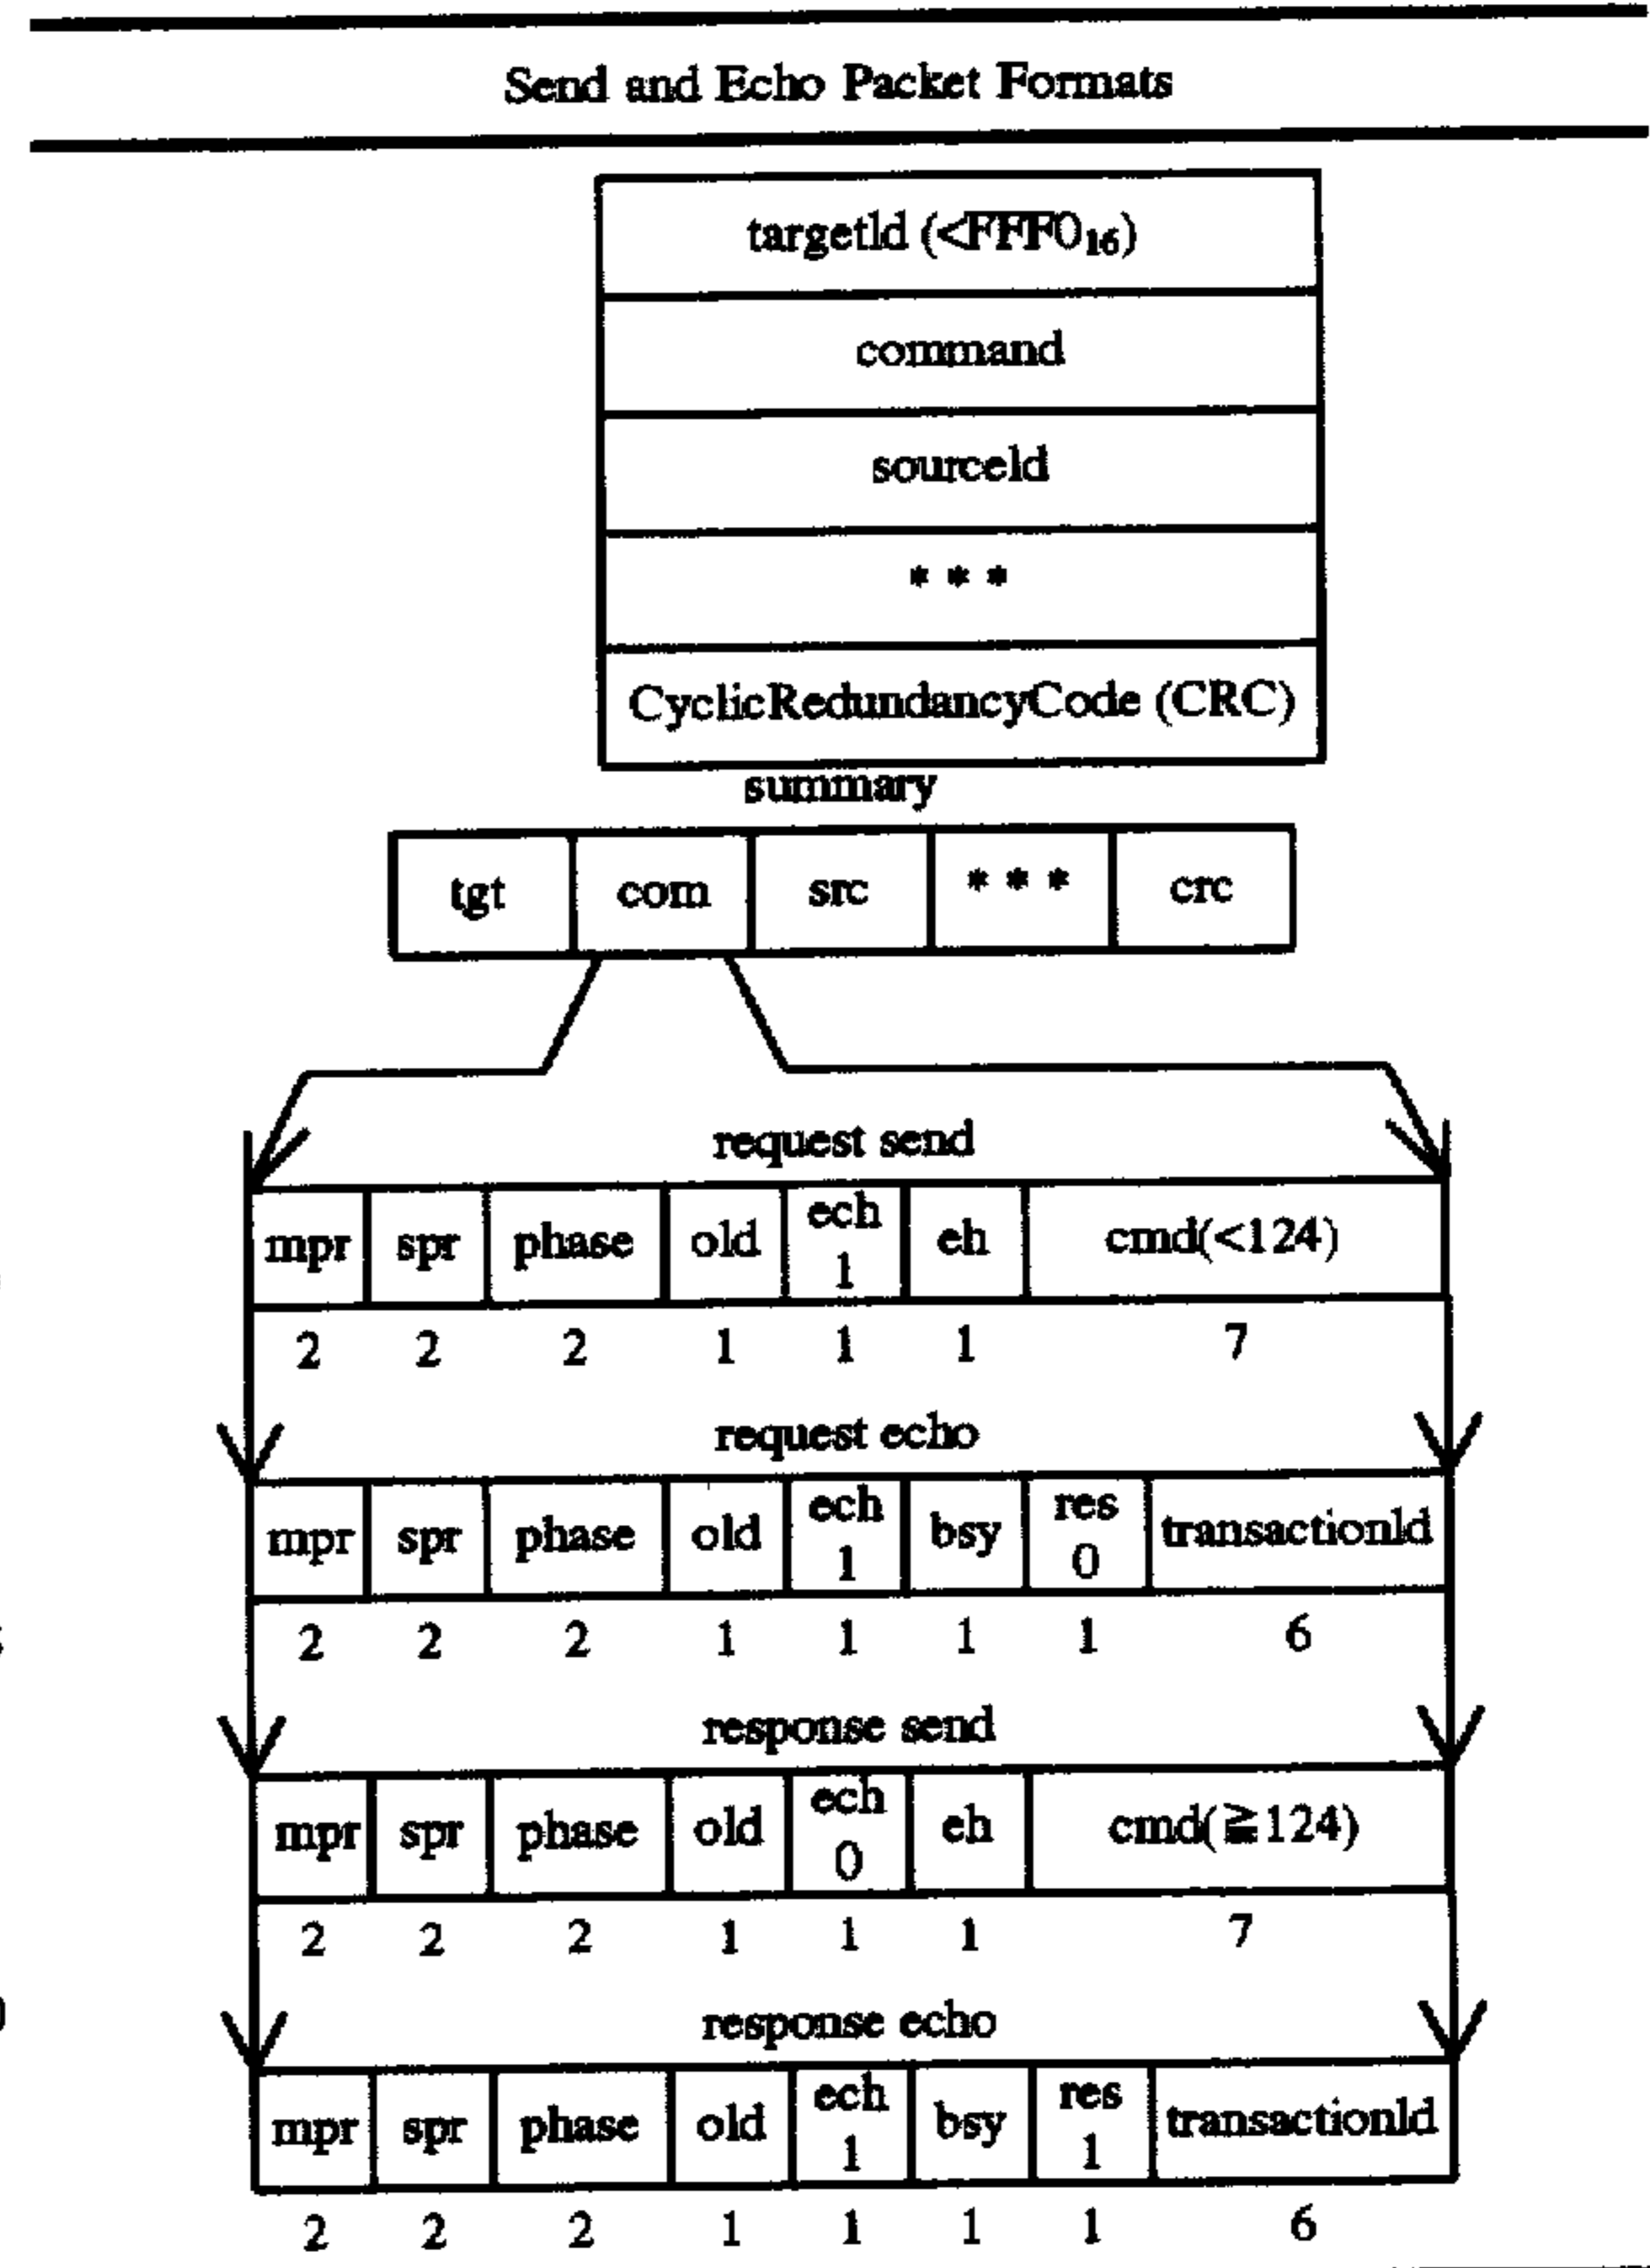 Send and Echo Packet Formats
targetId (<FFF0₁₆)
command
sourceId
* * *
CyclicRedundancyCode (CRC)
summary
tgt com src * * * crc
request send
mpr spr phase old ech 1 eh cmd(<124)
2 2 2 1 1 1 7
request echo
mpr spr phase old ech 1 bsy res 0 transactionId
2 2 2 1 1 1 1 6
response send
mpr spr phase old ech 0 eh cmd(≧124)
2 2 2 1 1 1 7
response echo
mpr spr phase old ech 1 bsy res 1 transactionId
2 2 2 1 1 1 1 6